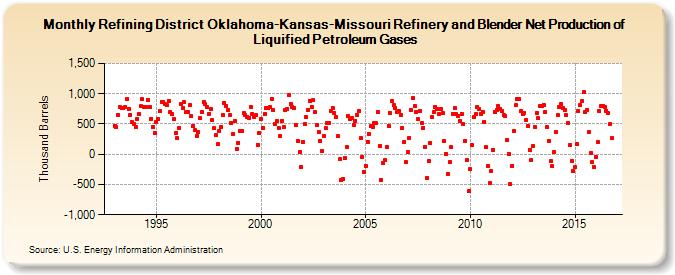 Monthly Refining District Oklahoma-Kansas-Missouri Refinery and Blender Net Production of
Liquified Petroleum Gases
Thousand Barrels
1,500
1,000
500
0
-500
-1,000
1995
2000
2005
2010
2015
Source: U.S. Energy Information Administration